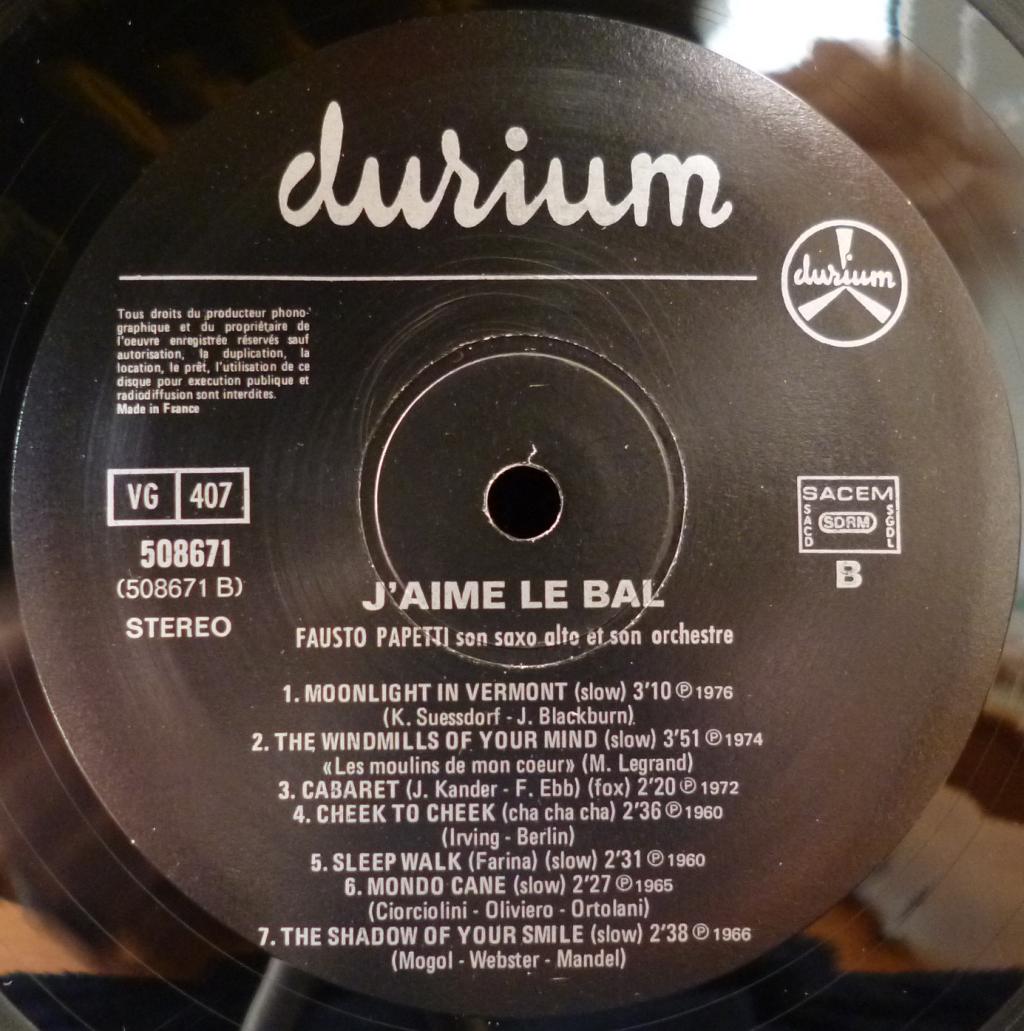 durium
durium
Tous droits du producteur phono-
graphique et du propriétaire de
l'oeuvre enregistrée réservés sauf
autorisation, la duplication, la
location, le prêt, l'utilisation de ce
disque pour execution publique et
radiodiffusion sont interdites.
Made in France
VG 407
508671
(508671 B)
STEREO
SACEM
SACD
SDRM
SGDL
B
J'AIME LE BAL
FAUSTO PAPETTI son saxo alto et son orchestre
1. MOONLIGHT IN VERMONT (slow) 3'10 ℗ 1976
(K. Suessdorf - J. Blackburn)
2. THE WINDMILLS OF YOUR MIND (slow) 3'51 ℗ 1974
«Les moulins de mon coeur» (M. Legrand)
3. CABARET (J. Kander - F. Ebb) (fox) 2'20 ℗ 1972
4. CHEEK TO CHEEK (cha cha cha) 2'36 ℗ 1960
(Irving - Berlin)
5. SLEEP WALK (Farina) (slow) 2'31 ℗ 1960
6. MONDO CANE (slow) 2'27 ℗ 1965
(Ciorciolini - Oliviero - Ortolani)
7. THE SHADOW OF YOUR SMILE (slow) 2'38 ℗ 1966
(Mogol - Webster - Mandel)